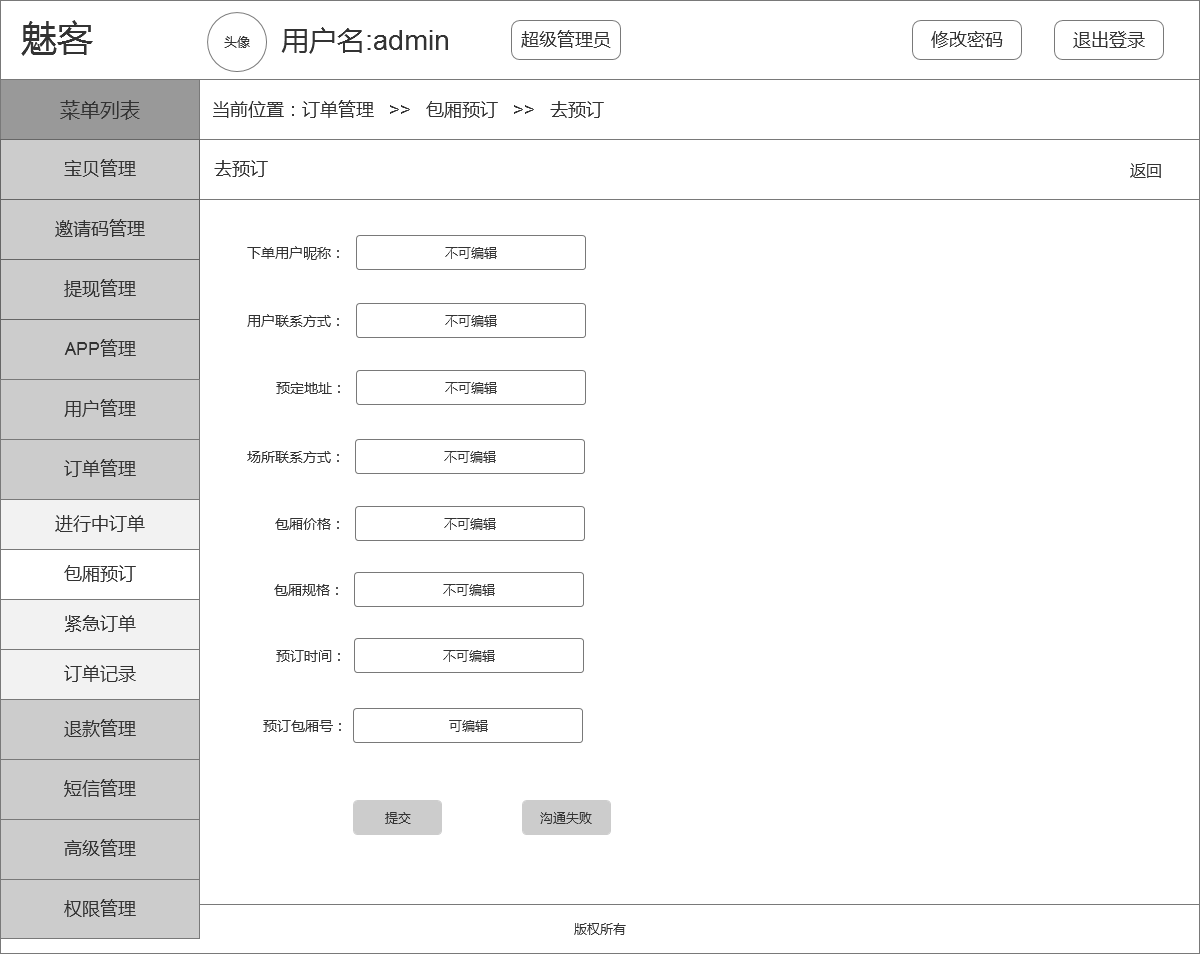 魅客
头像
用户名:admin
超级管理员
修改密码
退出登录
菜单列表
当前位置：订单管理 >> 包厢预订 >> 去预订
宝贝管理
去预订
返回
邀请码管理
提现管理
APP管理
用户管理
订单管理
进行中订单
包厢预订
紧急订单
订单记录
退款管理
短信管理
高级管理
权限管理
下单用户昵称： 不可编辑
用户联系方式： 不可编辑
预定地址： 不可编辑
场所联系方式： 不可编辑
包厢价格： 不可编辑
包厢规格： 不可编辑
预订时间： 不可编辑
预订包厢号： 可编辑
提交
沟通失败
版权所有